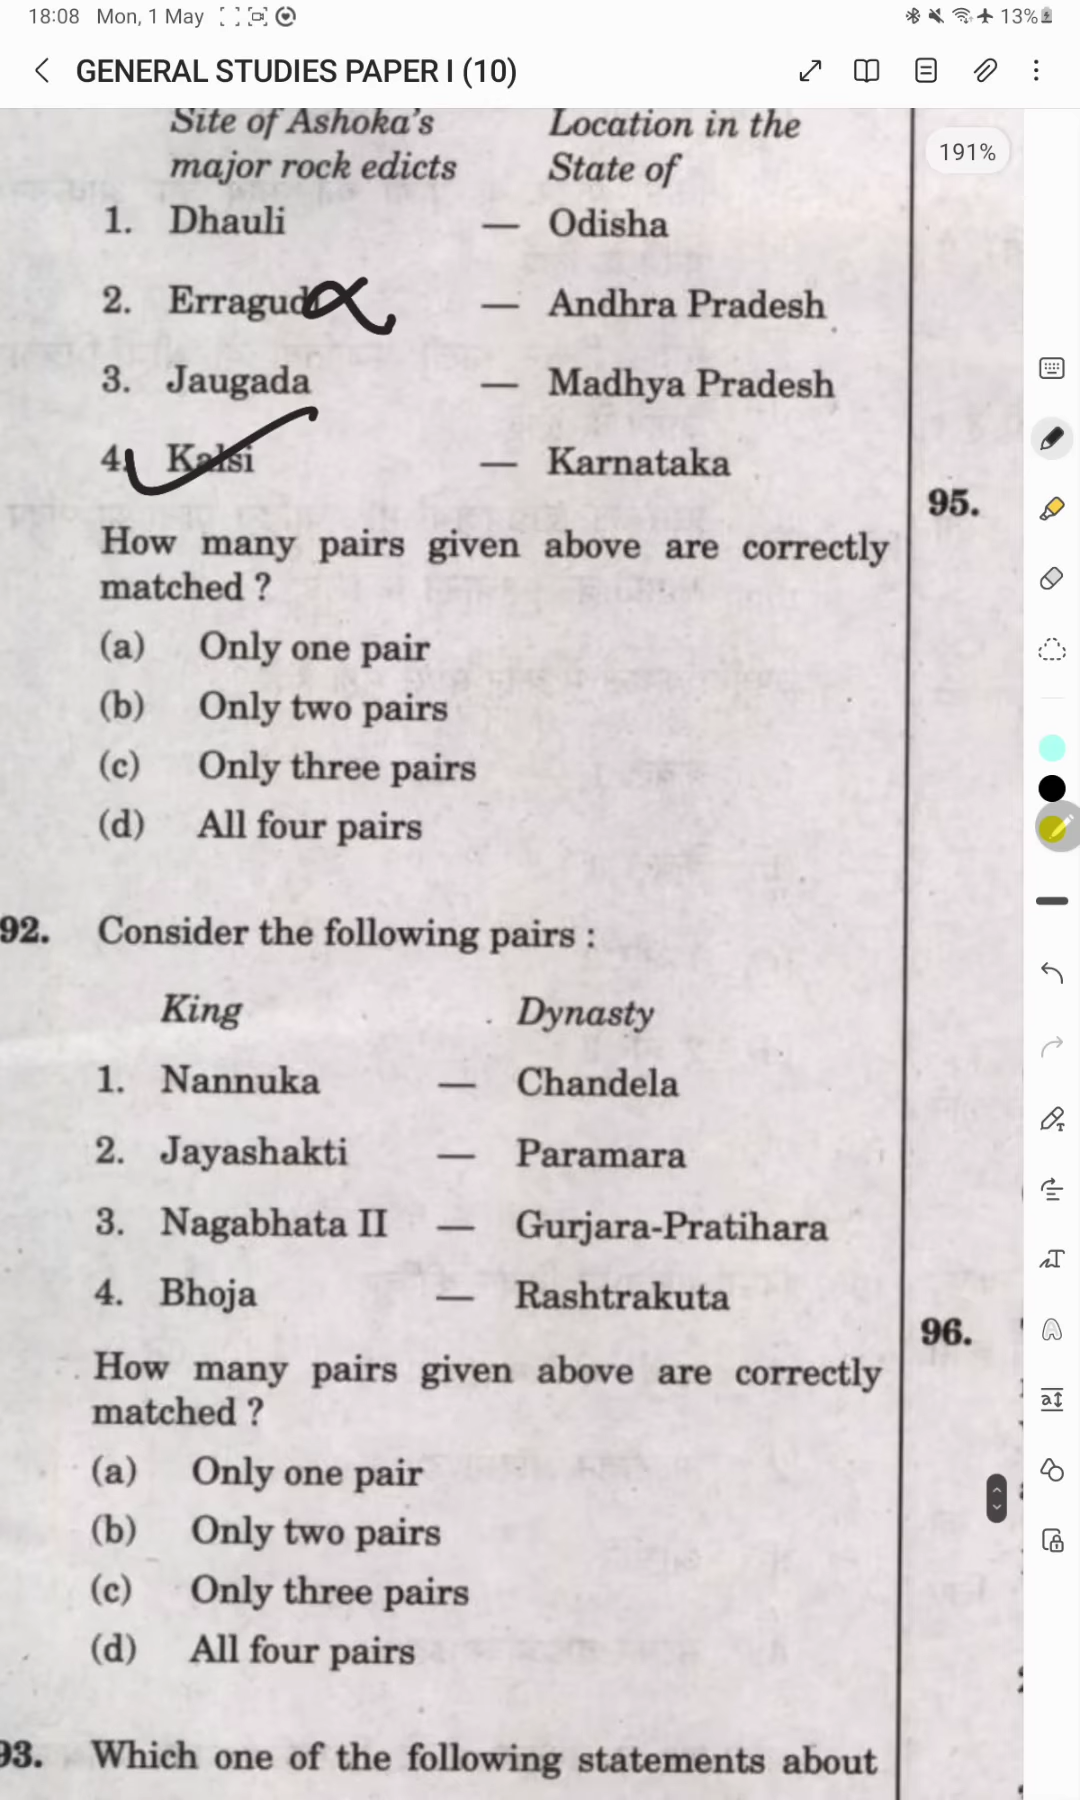 18:08 Mon, 1 May
13%
GENERAL STUDIES PAPER I (10)
191%
Site of Ashoka's Location in the
major rock edicts State of
1. Dhauli — Odisha
2. — Andhra Pradesh
3. Jaugada — Madhya Pradesh
4. Kalsi — Karnataka
How many pairs given above are correctly
matched ?
(a) Only one pair
(b) Only two pairs
(c) Only three pairs
(d) All four pairs
92. Consider the following pairs :
King Dynasty
1. Nannuka — Chandela
2. Jayashakti — Paramara
3. Nagabhata II — Gurjara-Pratihara
4. Bhoja — Rashtrakuta
How many pairs given above are correctly
matched ?
(a) Only one pair
(b) Only two pairs
(c) Only three pairs
(d) All four pairs
93. Which one of the following statements about
95.
96.